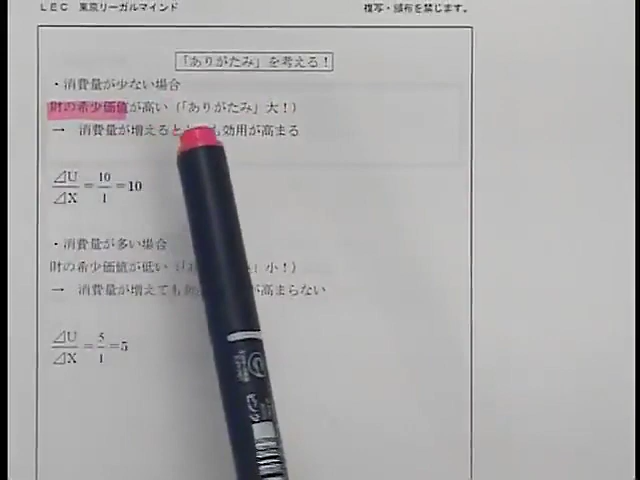 LEC 東京リーガルマインド
複写・頒布を禁じます。
「ありがたみ」を考える！
・消費量が少ない場合
財の希少価値が高い（「ありがたみ」大！）
→ 消費量が増えると も効用が高まる
⊿U/⊿X = 10/1 = 10
・消費量が多い場合
財の希少価値が低い（「あ み」小！）
→ 消費量が増えても が高まらない
⊿U/⊿X = 5/1 = 5